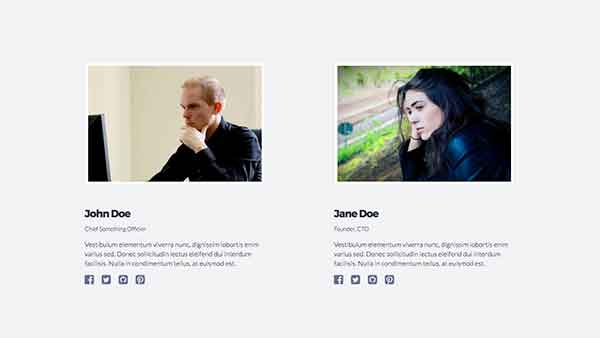 John Doe
Chief Something Officer
Vestibulum elementum viverra nunc, dignissim lobortis enim
varius sed. Donec sollicitudin lectus eleifend dui interdum
facilisis. Nulla in condimentum tellus, at euismod est.
Jane Doe
Founder, CTO
Vestibulum elementum viverra nunc, dignissim lobortis enim
varius sed. Donec sollicitudin lectus eleifend dui interdum
facilisis. Nulla in condimentum tellus, at euismod est.